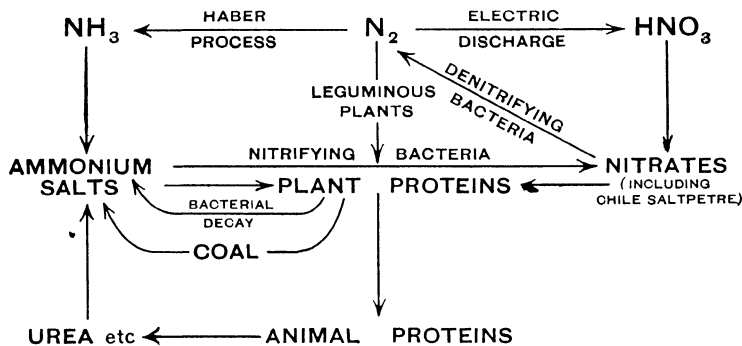 NH₃ HABER PROCESS N₂ ELECTRIC DISCHARGE HNO₃
LEGUMINOUS
PLANTS
DENITRIFYING
BACTERIA
AMMONIUM
SALTS
NITRIFYING BACTERIA
NITRATES
(INCLUDING
CHILE SALTPETRE)
PLANT PROTEINS
BACTERIAL
DECAY
COAL
UREA etc ANIMAL PROTEINS